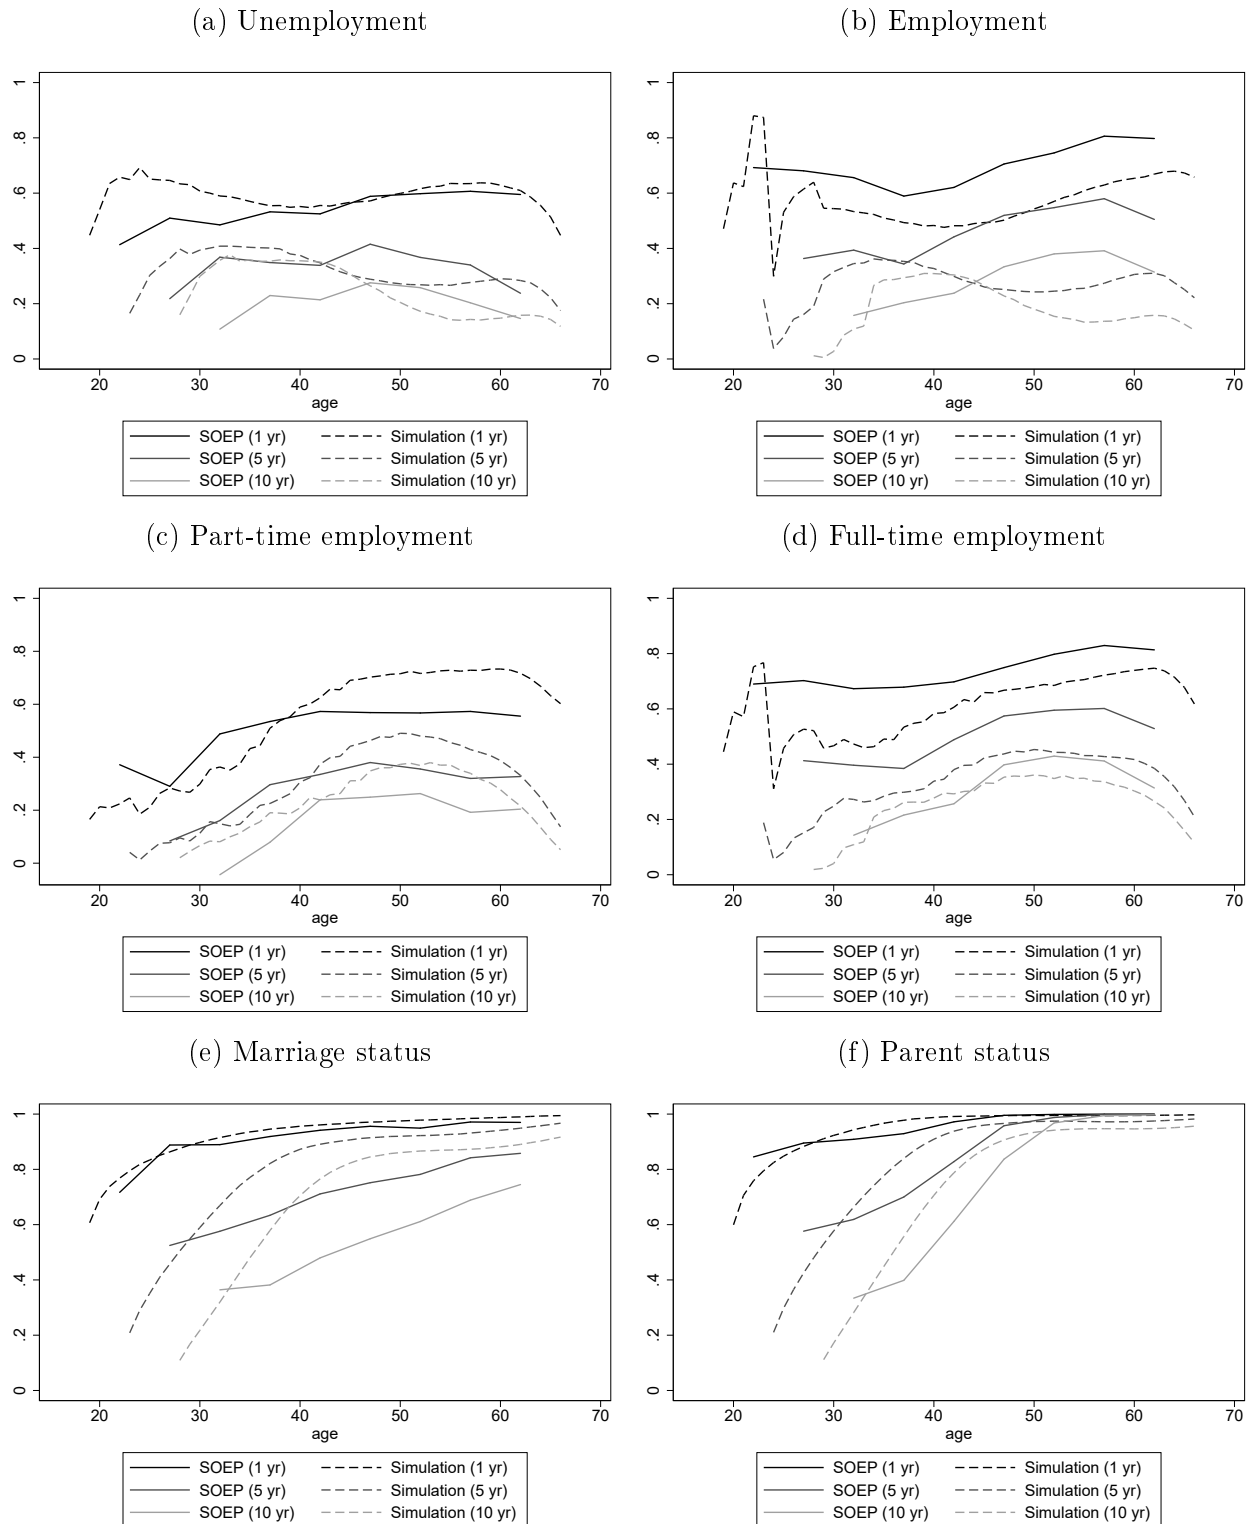 (a) Unemployment
(b) Employment
1
.8
.6
.4
.2
0
20 30 40 50 60 70
age
SOEP (1 yr) Simulation (1 yr)
SOEP (5 yr) Simulation (5 yr)
SOEP (10 yr) Simulation (10 yr)
1
.8
.6
.4
.2
0
20 30 40 50 60 70
age
SOEP (1 yr) Simulation (1 yr)
SOEP (5 yr) Simulation (5 yr)
SOEP (10 yr) Simulation (10 yr)
(c) Part-time employment
(d) Full-time employment
1
.8
.6
.4
.2
0
20 30 40 50 60 70
age
SOEP (1 yr) Simulation (1 yr)
SOEP (5 yr) Simulation (5 yr)
SOEP (10 yr) Simulation (10 yr)
1
.8
.6
.4
.2
0
20 30 40 50 60 70
age
SOEP (1 yr) Simulation (1 yr)
SOEP (5 yr) Simulation (5 yr)
SOEP (10 yr) Simulation (10 yr)
(e) Marriage status
(f) Parent status
1
.8
.6
.4
.2
0
20 30 40 50 60 70
age
SOEP (1 yr) Simulation (1 yr)
SOEP (5 yr) Simulation (5 yr)
SOEP (10 yr) Simulation (10 yr)
1
.8
.6
.4
.2
0
20 30 40 50 60 70
age
SOEP (1 yr) Simulation (1 yr)
SOEP (5 yr) Simulation (5 yr)
SOEP (10 yr) Simulation (10 yr)